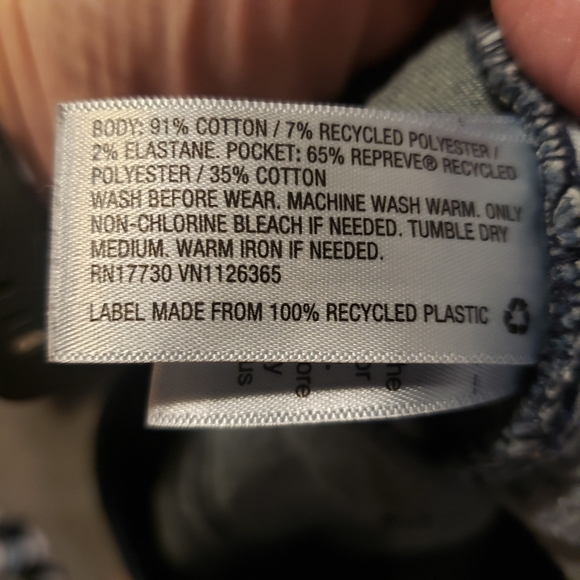 BODY: 91% COTTON / 7% RECYCLED POLYESTER /
2% ELASTANE. POCKET: 65% REPREVE® RECYCLED
POLYESTER / 35% COTTON
WASH BEFORE WEAR. MACHINE WASH WARM. ONLY
NON-CHLORINE BLEACH IF NEEDED. TUMBLE DRY
MEDIUM. WARM IRON IF NEEDED.
RN17730 VN1126365
LABEL MADE FROM 100% RECYCLED PLASTIC